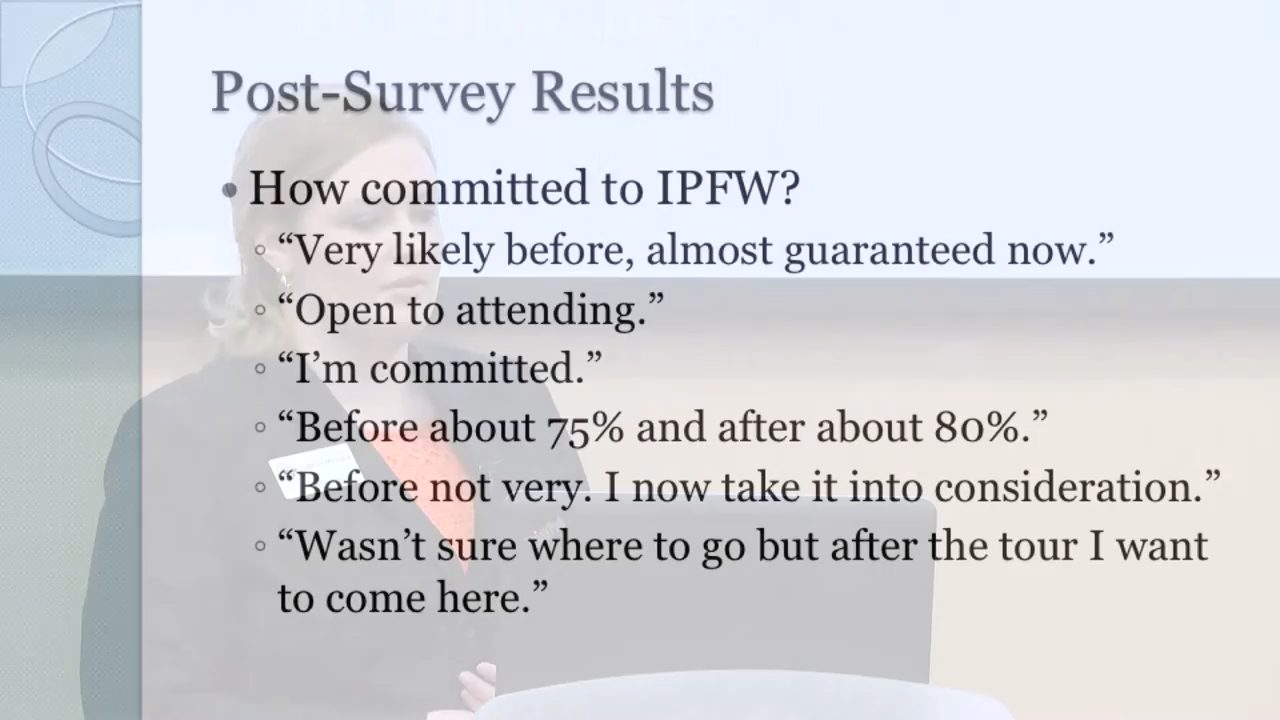 Post-Survey Results
• How committed to IPFW?
◦ “Very likely before, almost guaranteed now.”
◦ “Open to attending.”
◦ “I’m committed.”
◦ “Before about 75% and after about 80%.”
◦ “Before not very. I now take it into consideration.”
◦ “Wasn’t sure where to go but after the tour I want
to come here.”